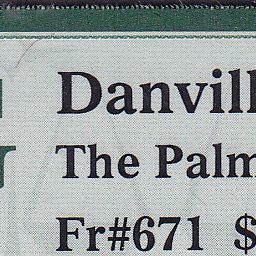 Danvill
The Palm
Fr#671 $